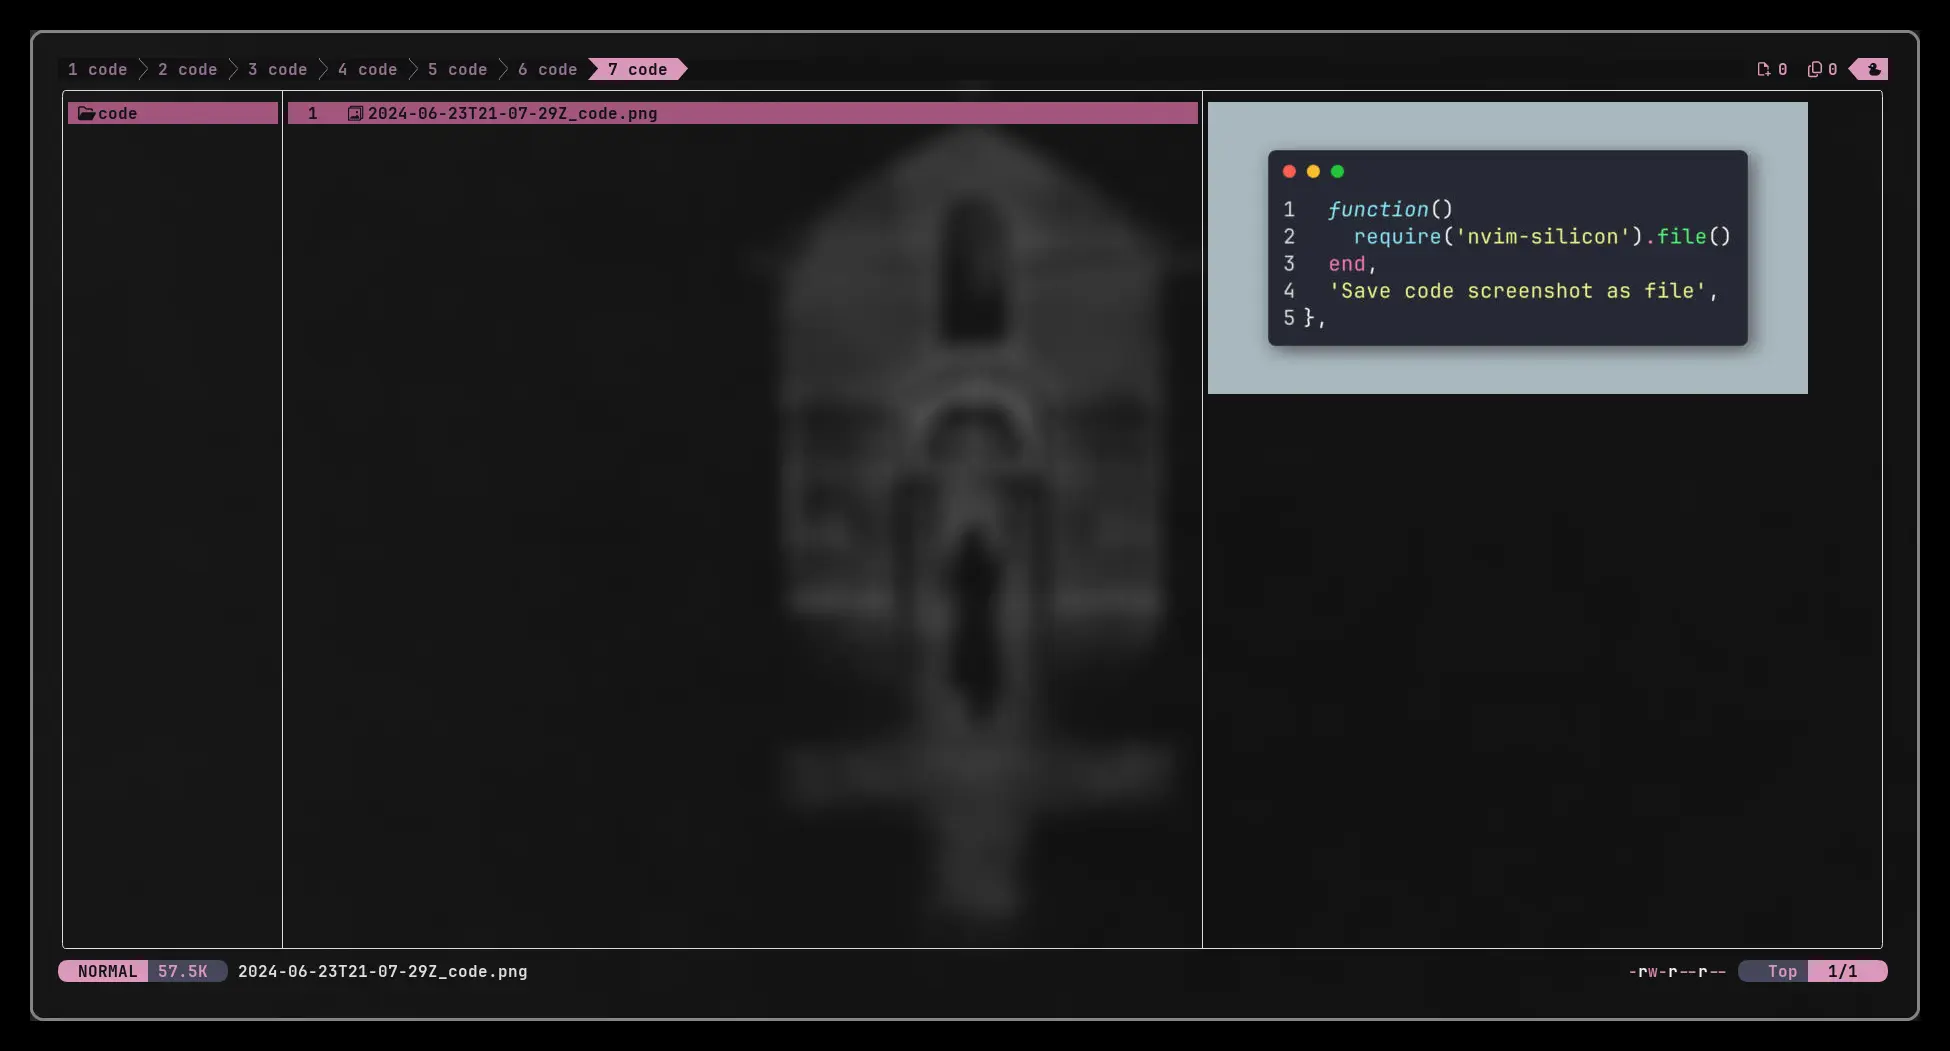 1 code 2 code 3 code 4 code 5 code 6 code 7 code 0 0
code
1 2024-06-23T21-07-29Z_code.png
1 function()
2 require('nvim-silicon').file()
3 end,
4 'Save code screenshot as file',
5 },
NORMAL 57.5K 2024-06-23T21-07-29Z_code.png -rw-r--r-- Top 1/1